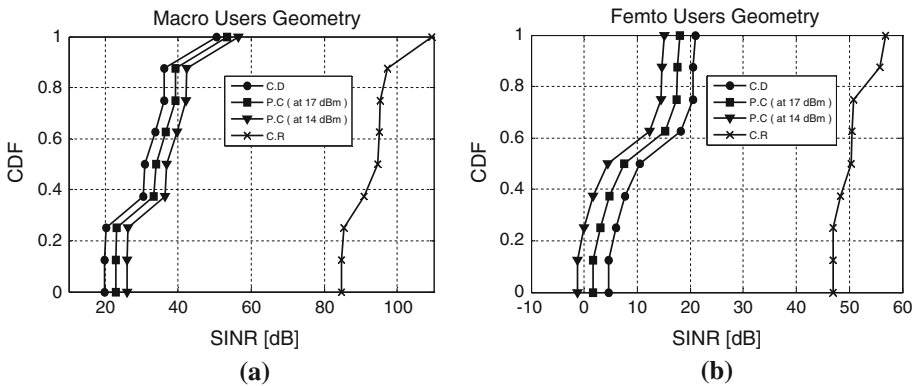 Macro Users Geometry
1
0.8
0.6
0.4
0.2
0
CDF
C.D
P.C ( at 17 dBm )
P.C ( at 14 dBm )
C.R
20 40 60 80 100
SINR [dB]
(a)
Femto Users Geometry
1
0.8
0.6
0.4
0.2
0
CDF
C.D
P.C ( at 17 dBm )
P.C ( at 14 dBm )
C.R
-10 0 10 20 30 40 50 60
SINR [dB]
(b)